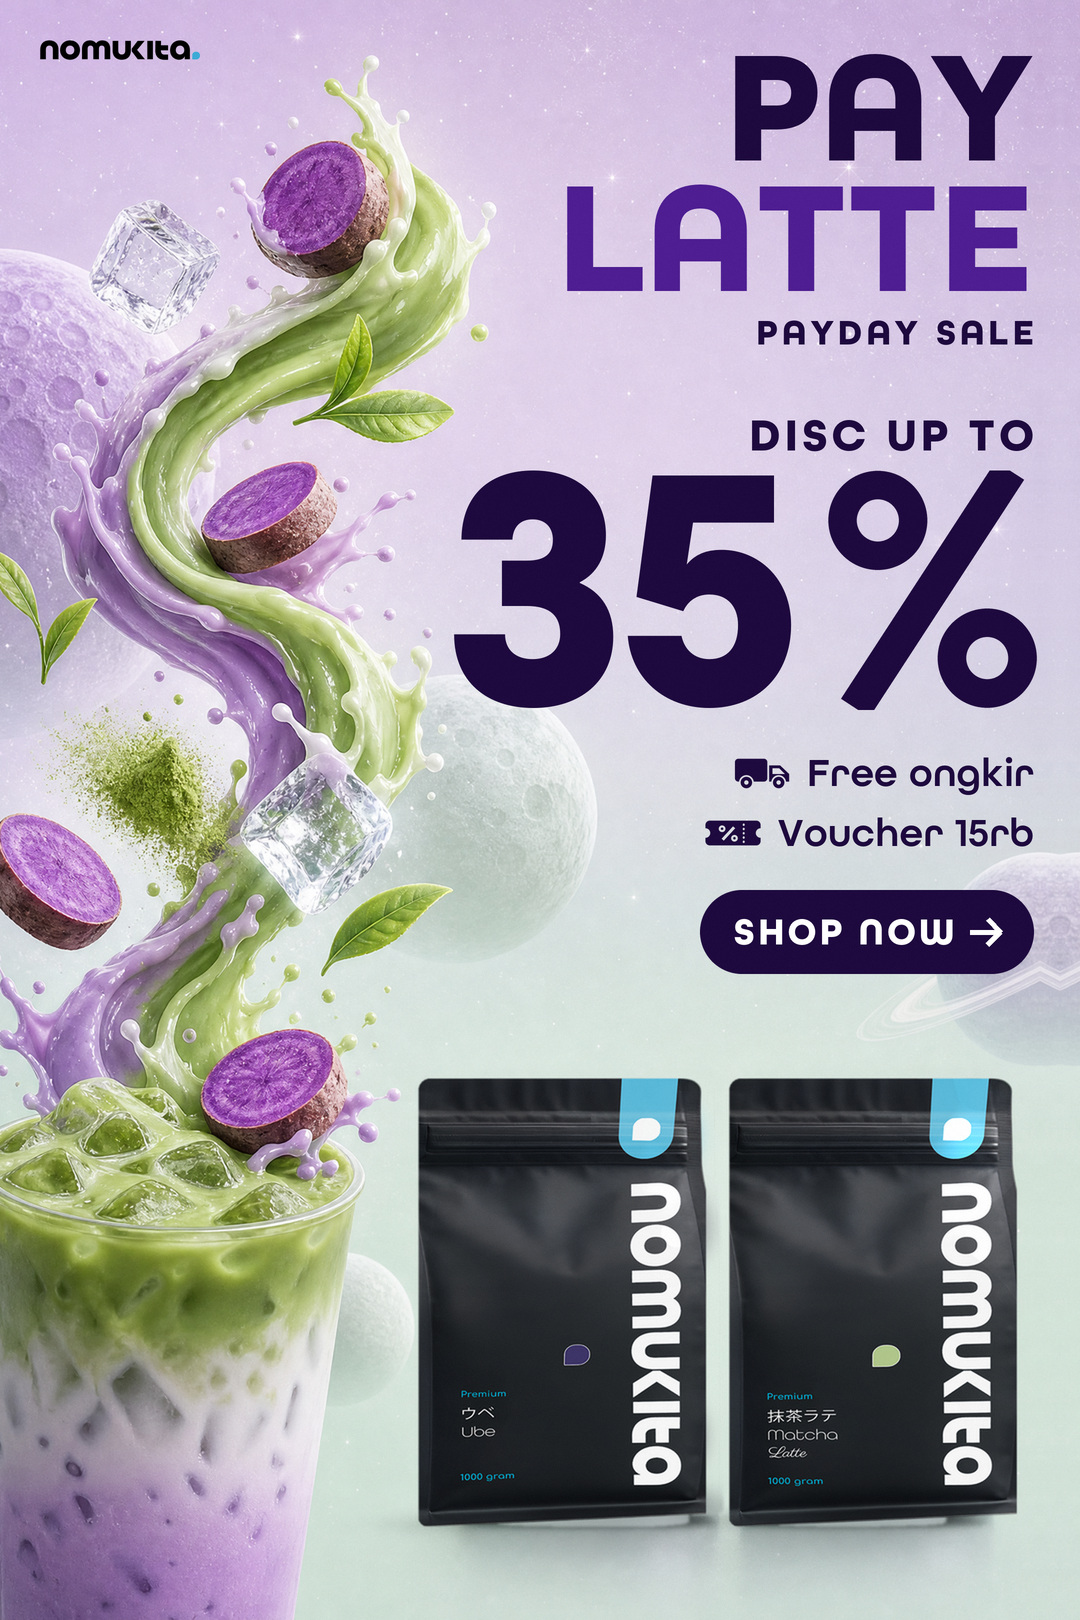 nomukita.
PAY
LATTE
PAYDAY SALE
DISC UP TO
35%
Free ongkir
Voucher 15rb
SHOP NOW →
nomukita
Premium
ウベ
Ube
1000 gram
nomukita
Premium
抹茶ラテ
Matcha
Latte
1000 gram